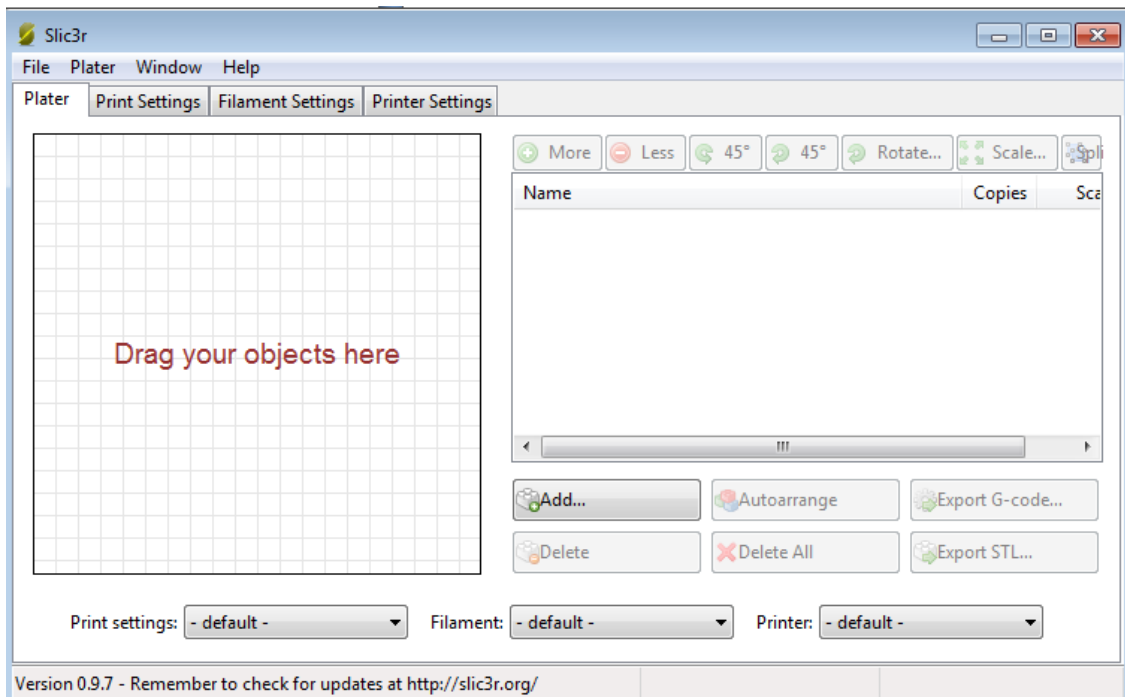 Slic3r
File Plater Window Help
Plater Print Settings Filament Settings Printer Settings
More Less 45° 45° Rotate... Scale... Spli
Name Copies Sca
Drag your objects here
Add... Autoarrange Export G-code...
Delete Delete All Export STL...
Print settings: - default - Filament: - default - Printer: - default -
Version 0.9.7 - Remember to check for updates at http://slic3r.org/